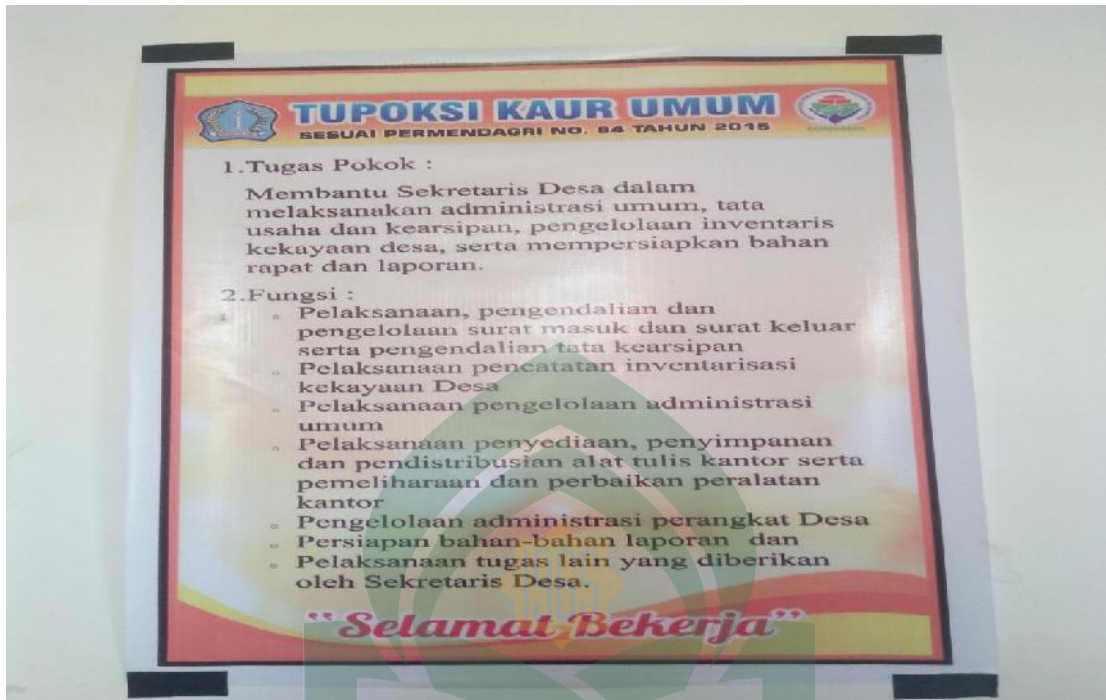 TUPOKSI KAUR UMUM
SESUAI PERMENDAGRI NO. 84 TAHUN 2015
1.Tugas Pokok :
Membantu Sekretaris Desa dalam
melaksanakan administrasi umum, tata
usaha dan kearsipan, pengelolaan inventaris
kekayaan desa, serta mempersiapkan bahan
rapat dan laporan.
2.Fungsi :
Pelaksanaan, pengendalian dan
pengelolaan surat masuk dan surat keluar
serta pengendalian tata kearsipan
Pelaksanaan pencatatan inventarisasi
kekayaan Desa
Pelaksanaan pengelolaan administrasi
umum
Pelaksanaan penyediaan, penyimpanan
dan pendistribusian alat tulis kantor serta
pemeliharaan dan perbaikan peralatan
kantor
Pengelolaan administrasi perangkat Desa
Persiapan bahan-bahan laporan dan
Pelaksanaan tugas lain yang diberikan
oleh Sekretaris Desa.
"Selamat Bekerja"